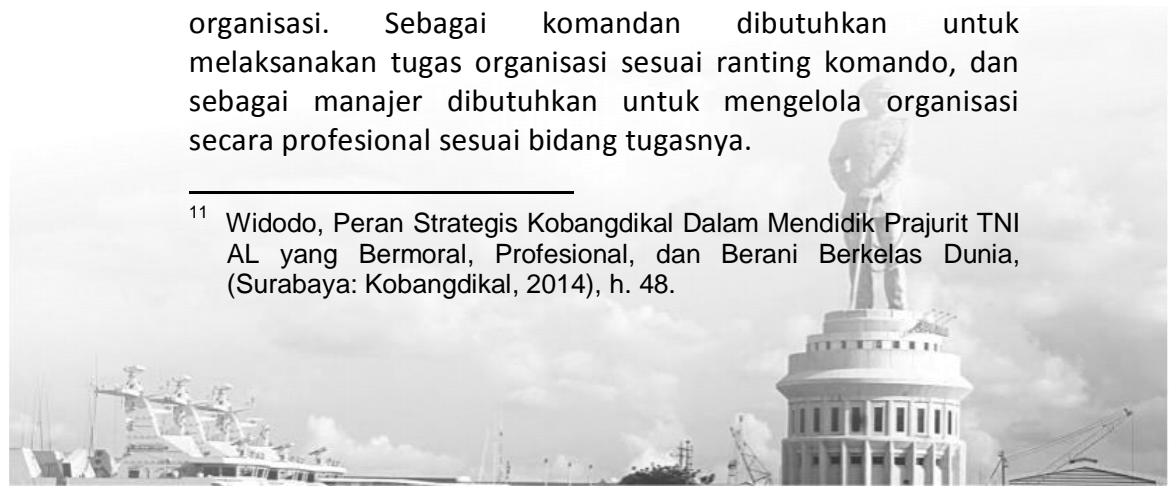 organisasi. Sebagai komandan dibutuhkan untuk
melaksanakan tugas organisasi sesuai ranting komando, dan
sebagai manajer dibutuhkan untuk mengelola organisasi
secara profesional sesuai bidang tugasnya.
11 Widodo, Peran Strategis Kobangdikal Dalam Mendidik Prajurit TNI
AL yang Bermoral, Profesional, dan Berani Berkelas Dunia,
(Surabaya: Kobangdikal, 2014), h. 48.